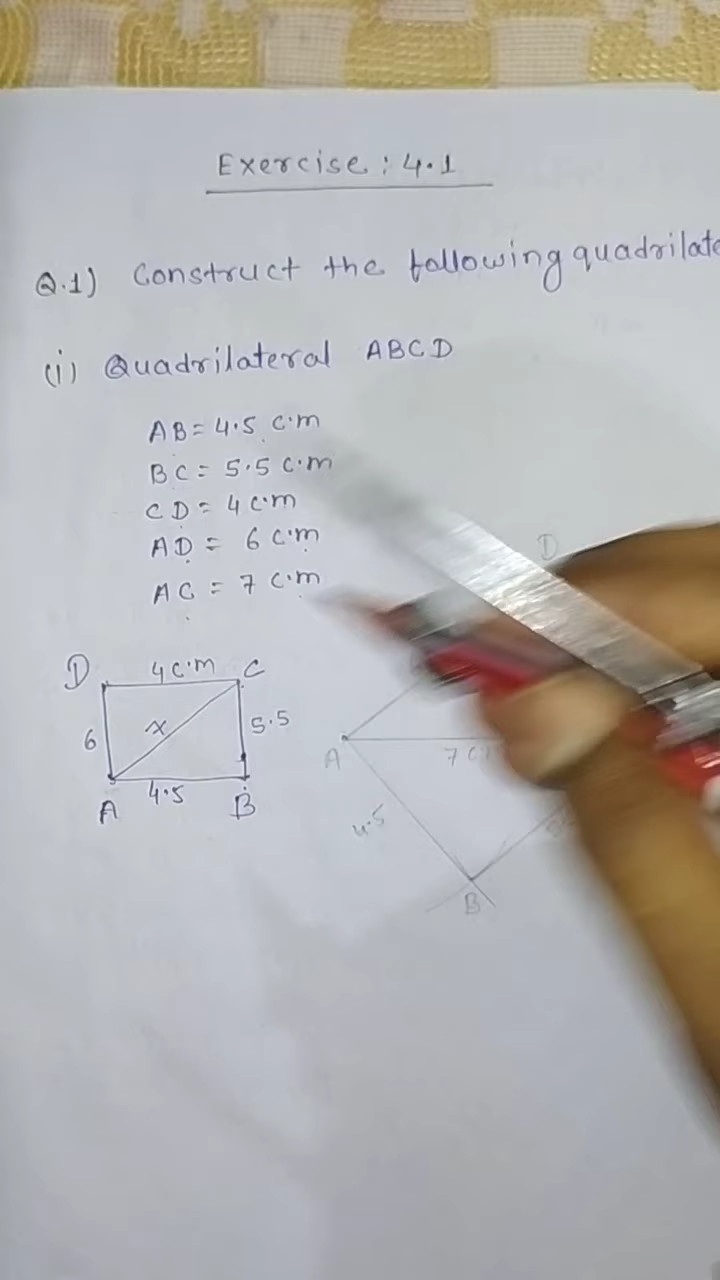 Exercise : 4.1
Q.1) Construct the following quadrilate
(i) Quadrilateral ABCD
AB = 4.5 c.m
BC = 5.5 c.m
CD = 4 c.m
AD = 6 c.m
AC = 7 c.m
D 4 c.m C
6 x 5.5
A 4.5 B
D
A 7 c
4.5
B